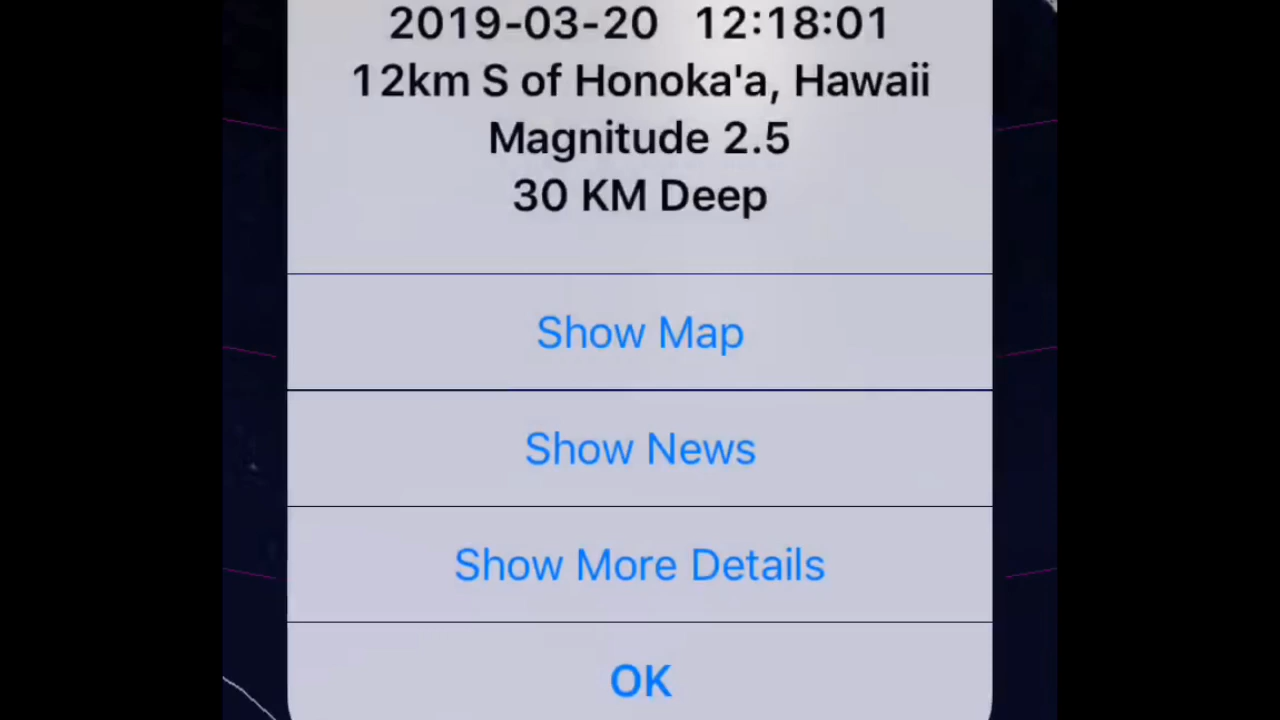 2019-03-20 12:18:01
12km S of Honoka'a, Hawaii
Magnitude 2.5
30 KM Deep
Show Map
Show News
Show More Details
OK